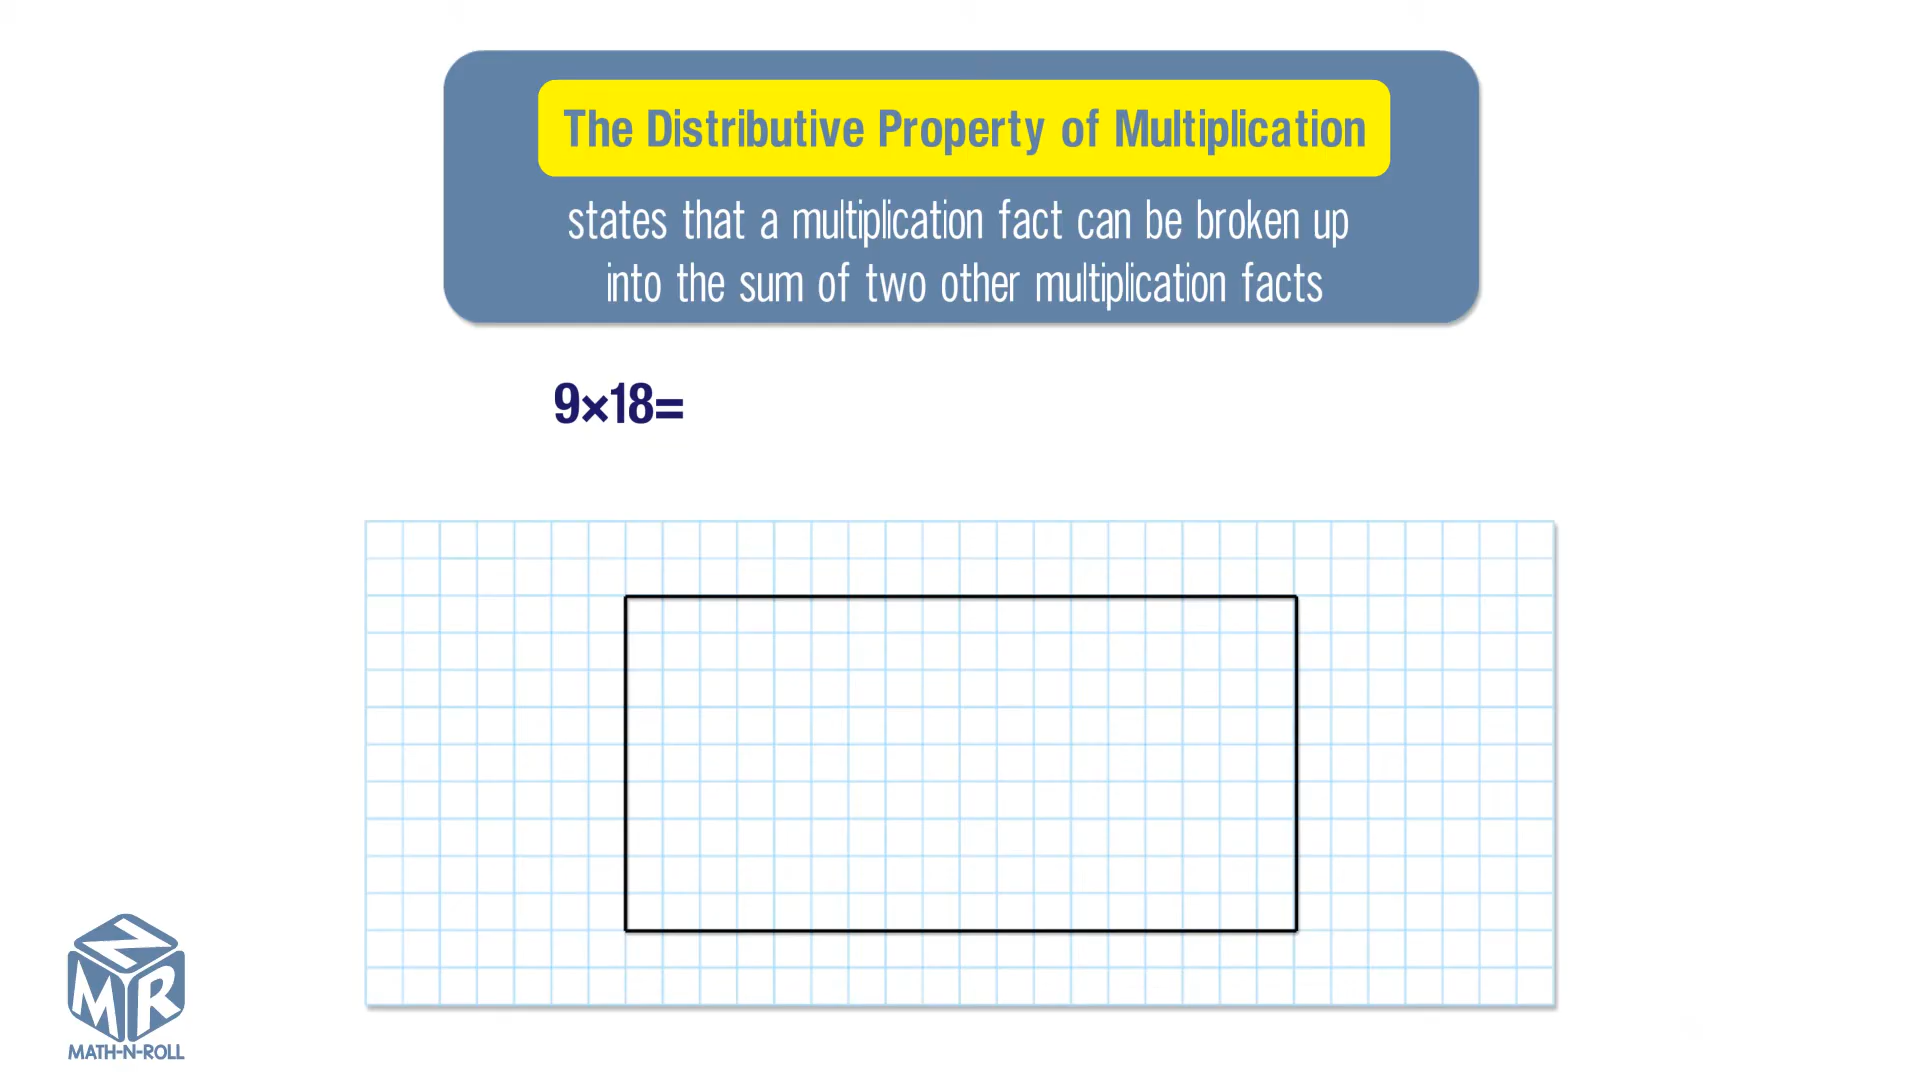 The Distributive Property of Multiplication
states that a multiplication fact can be broken up
into the sum of two other multiplication facts
9×18=
MNR
MATH-N-ROLL